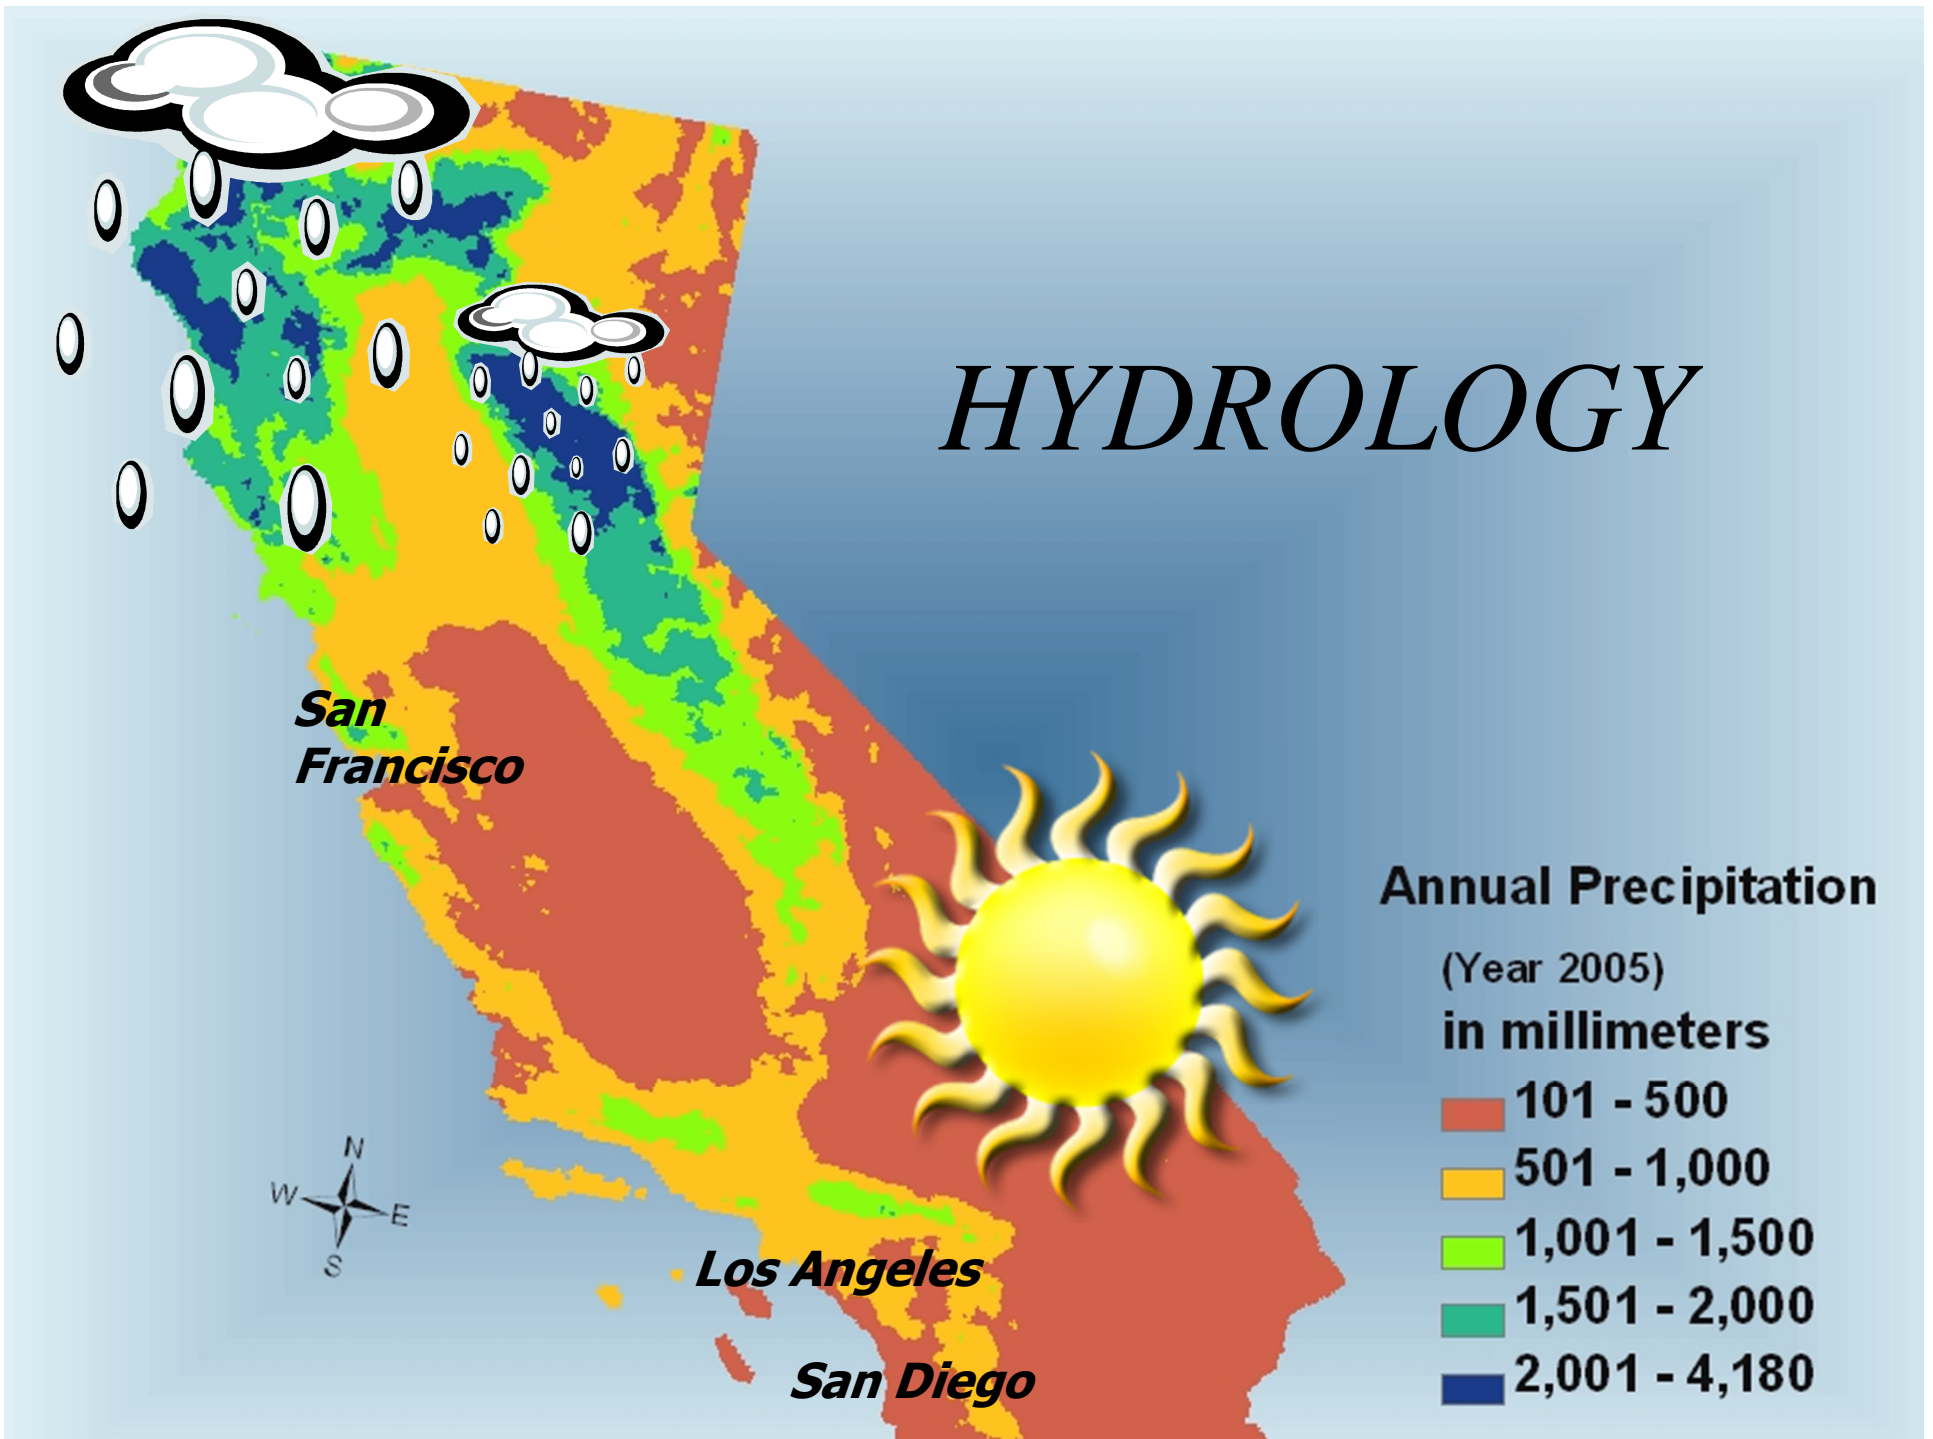 HYDROLOGY
San
Francisco
Annual Precipitation
(Year 2005)
in millimeters
101 - 500
501 - 1,000
1,001 - 1,500
1,501 - 2,000
2,001 - 4,180
N
W
E
S
Los Angeles
San Diego